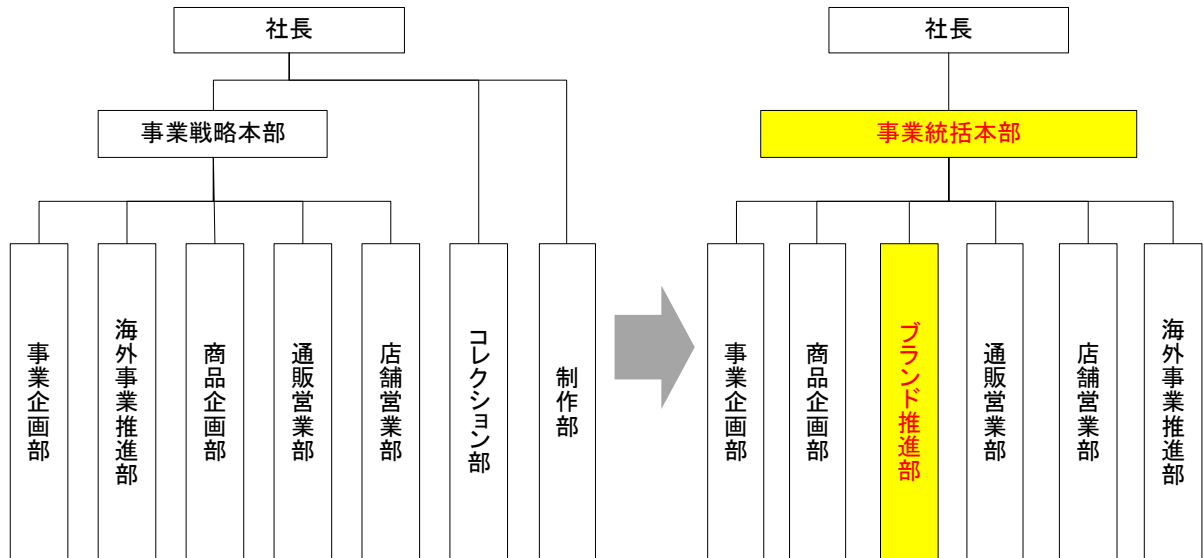 社長
事業戦略本部
事業企画部
海外事業推進部
商品企画部
通販営業部
店舗営業部
コレクション部
制作部
社長
事業統括本部
事業企画部
商品企画部
ブランド推進部
通販営業部
店舗営業部
海外事業推進部